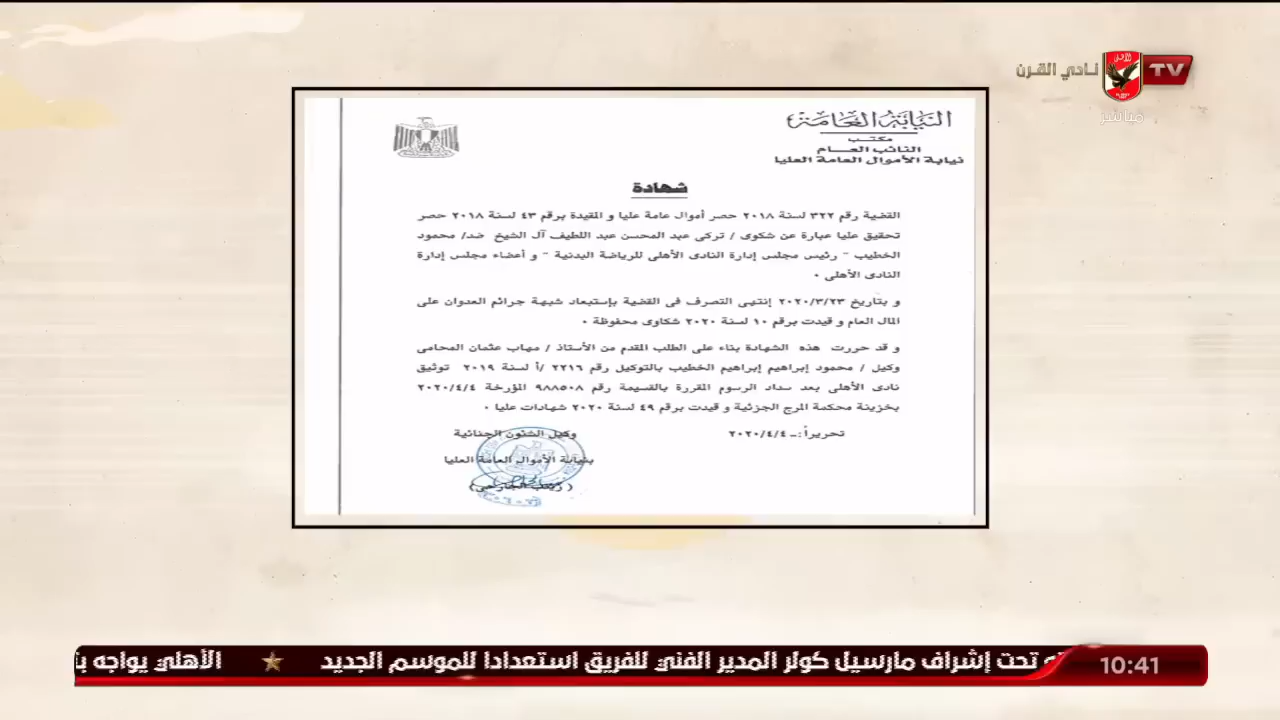 نادي القرن
TV
مباشر
النيابة العامة
مكتب
النائب العـــام
نيابة الأموال العامة العليا
شهادة
القضية رقم ٣٢٢ لسنة ٢٠١٨ حصر أموال عامة عليا و المقيدة برقم ٤٣ لسنة ٢٠١٨ حصر
تحقيق عليا عبارة عن شكوى / تركى عبد المحسن عبد اللطيف آل الشيخ ضد/ محمود
الخطيب " رئيس مجلس إدارة النادى الأهلى للرياضة البدنية " و أعضاء مجلس إدارة
النادى الأهلى ٠
و بتاريخ ٢٠٢٠/٣/٢٣ إنتهى التصرف فى القضية بإستبعاد شبهة جرائم العدوان على
المال العام و قيدت برقم ١٠ لسنة ٢٠٢٠ شكاوى محفوظة ٠
و قد حررت هذه الشهادة بناء على الطلب المقدم من الأستاذ / مهاب عثمان المحامى
وكيل / محمود إبراهيم إبراهيم الخطيب بالتوكيل رقم ٢٢١٦ /أ لسنة ٢٠١٩ توثيق
نادى الأهلى بعد سداد الرسوم المقررة بالقسيمة رقم ٩٨٨٥٠٨ المؤرخة ٢٠٢٠/٤/٤
بخزينة محكمة المرج الجزئية و قيدت برقم ٤٩ لسنة ٢٠٢٠ شهادات عليا ٠
تحريراً :ــ ٢٠٢٠/٤/٤
وكيل الشئون الجنائية
بنيابة الأموال العامة العليا
تحت إشراف مارسيل كولر المدير الفني للفريق استعدادا للموسم الجديد ★ الأهلي يواجه
10:41